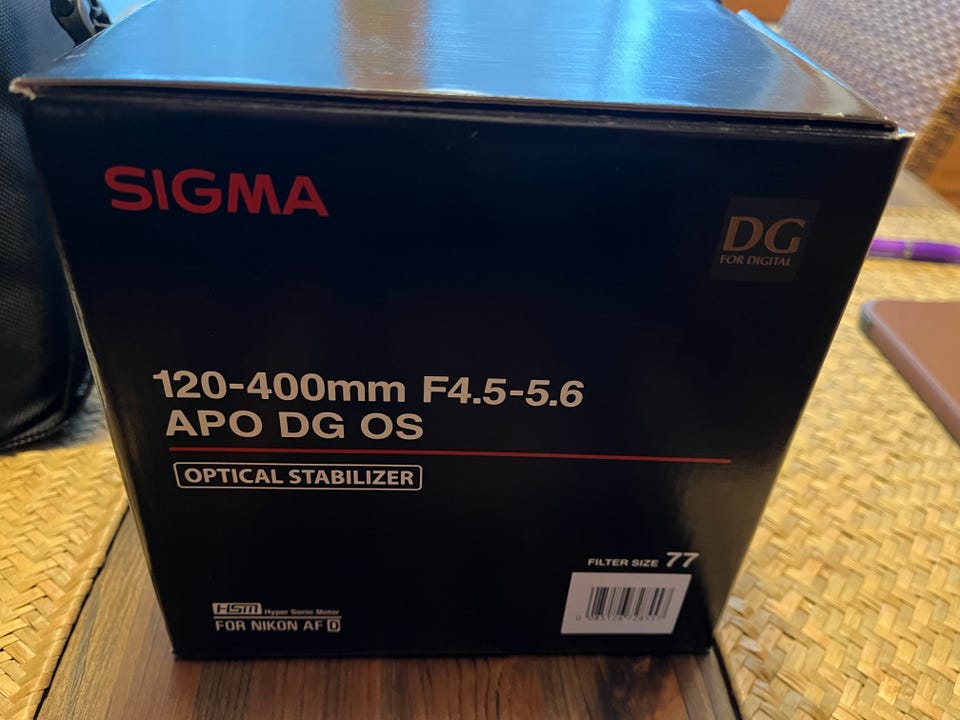 SIGMA
DG
FOR DIGITAL
120-400mm F4.5-5.6
APO DG OS
OPTICAL STABILIZER
FILTER SIZE 77
HSM Hyper Sonic Motor
FOR NIKON AF D